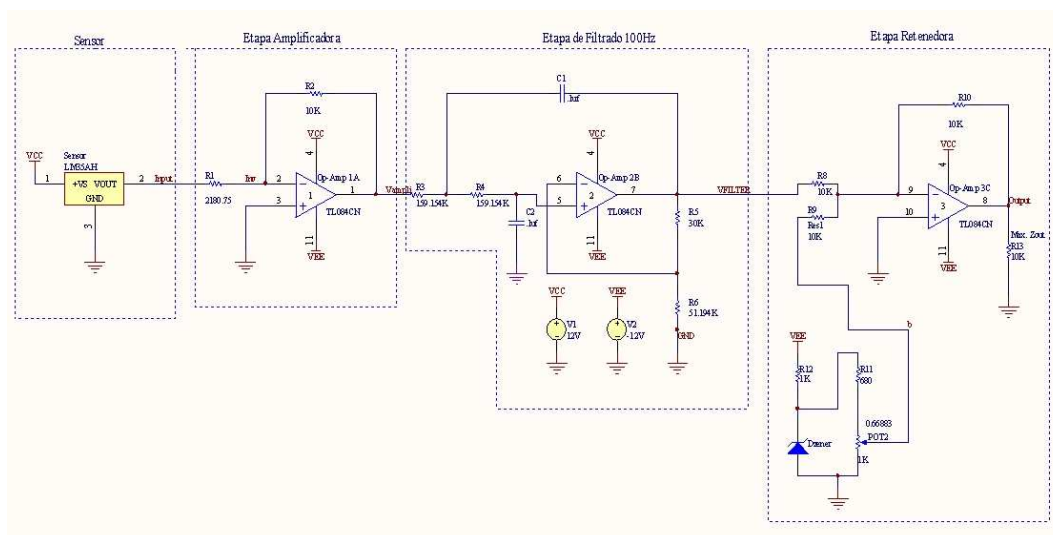 Sensor
Etapa Amplificadora
Etapa de Filtrado 100Hz
Etapa Retenedora
VCC
Sensor
LM35AH
+VS VOUT
GND
1
2
3
Input
R1
2180.75
Inv
R2
10K
VCC
4
Op-Amp 1A
2
3
1
1
TL084CN
11
VEE
R3
159.154K
R4
159.154K
C1
.1uf
C2
.1uf
VCC
4
Op-Amp 2B
6
5
2
7
TL084CN
11
VEE
VFILTER
R5
30K
R6
51.194K
GND
VCC
V1
12V
VEE
V2
-12V
R8
10K
R9
Res1
10K
R10
10K
VCC
4
Op-Amp 3C
9
10
3
8
TL084CN
11
VEE
Output
Max. Zout
R13
10K
b
VEE
R12
1K
R11
680
0.66883
POT2
1K
Dzener